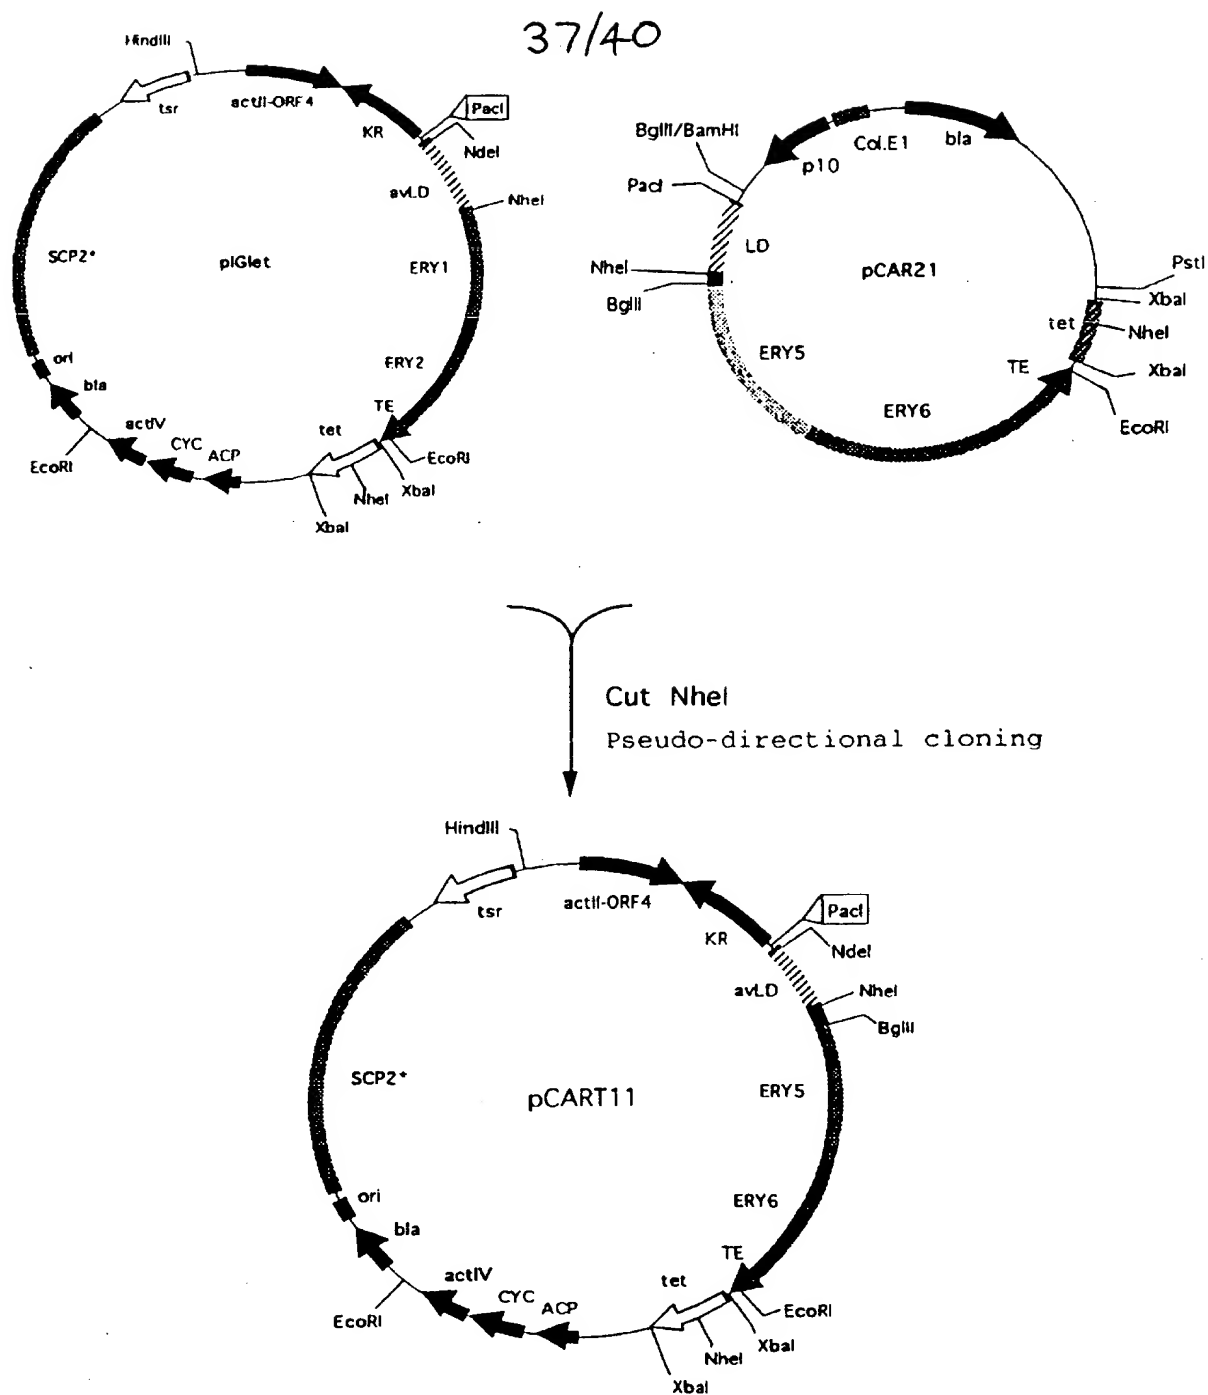 37/40
HindIII
tsr
actII-ORF4
KR
PacI
NdeI
avLD
NheI
SCP2*
pIGlet
ERY1
ERY2
ori
bla
TE
tet
actIV
CYC
ACP
EcoRI
EcoRI
NheI
XbaI
XbaI
BglII/BamHI
p10
Col.E1
bla
PacI
LD
pCAR21
NheI
BglII
PstI
XbaI
tet
NheI
ERY5
TE
XbaI
ERY6
EcoRI
Cut NheI
Pseudo-directional cloning
HindIII
tsr
actII-ORF4
PacI
KR
NdeI
avLD
NheI
BglII
SCP2*
pCART11
ERY5
ori
ERY6
bla
TE
actIV
tet
CYC
ACP
EcoRI
EcoRI
XbaI
NheI
XbaI